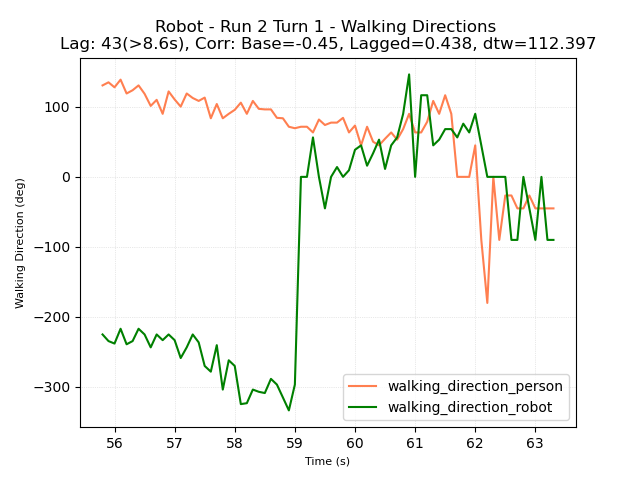 Robot - Run 2 Turn 1 - Walking Directions
Lag: 43(>8.6s), Corr: Base=-0.45, Lagged=0.438, dtw=112.397
Walking Direction (deg)
100
0
−100
−200
−300
walking_direction_person
walking_direction_robot
56 57 58 59 60 61 62 63
Time (s)